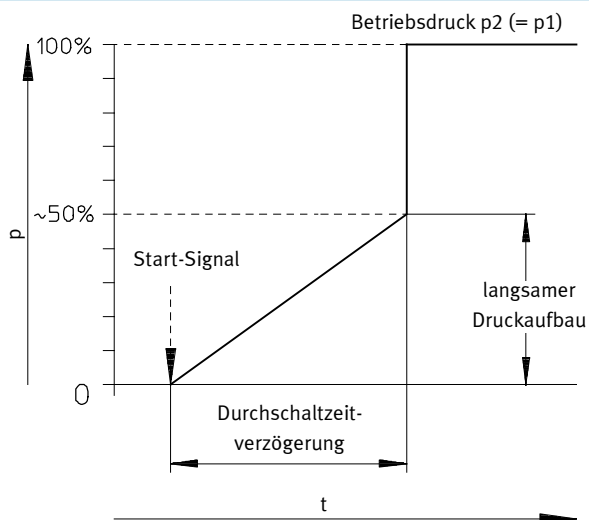 Betriebsdruck p2 (= p1)
100%
~50%
p
Start-Signal
langsamer
Druckaufbau
0
Durchschaltzeit-
verzögerung
t